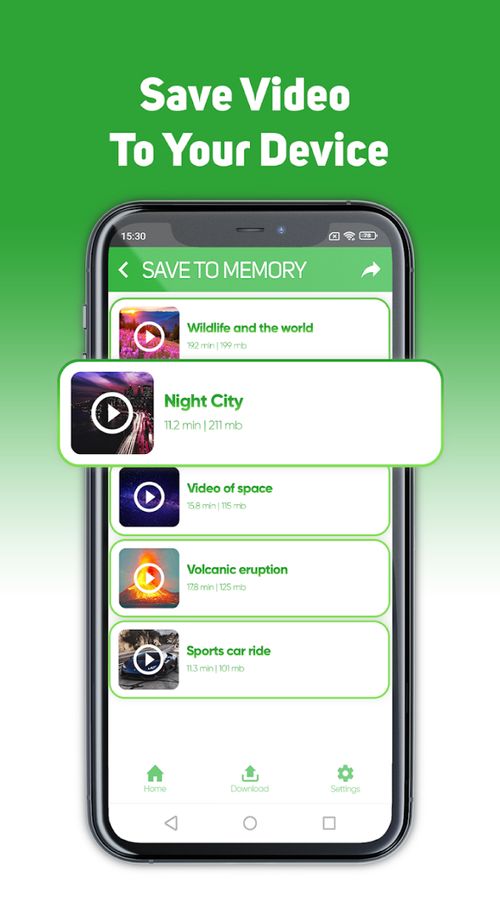 Save Video
To Your Device
15:30
78
SAVE TO MEMORY
Wildlife and the world
192 min | 199 mb
Night City
11.2 min | 211 mb
Video of space
15.8 min | 115 mb
Volcanic eruption
17.8 min | 125 mb
Sports car ride
11.3 min | 101 mb
Home
Download
Settings